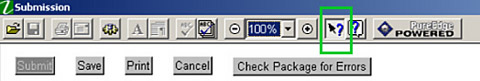 Submission
100%
PureEdge
POWERED
Submit Save Print Cancel Check Package for Errors